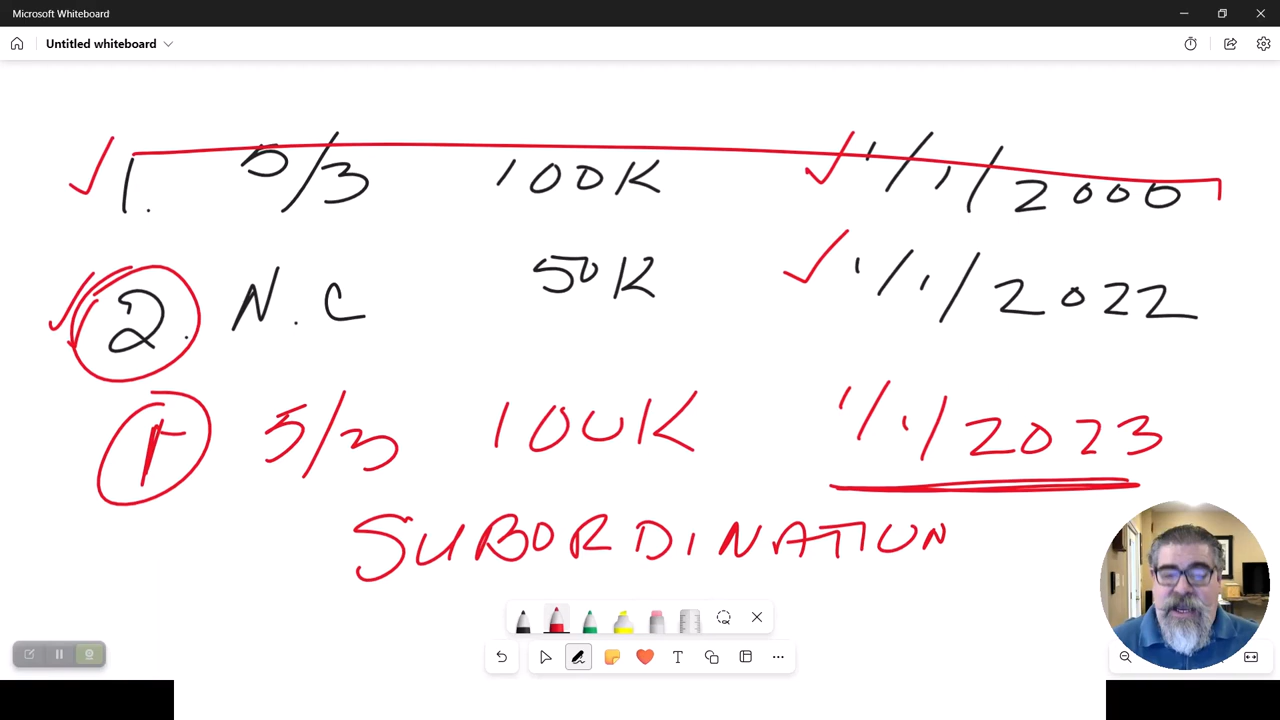 Microsoft Whiteboard
Untitled whiteboard
1. 5/3 100K 1/1/2000
2. N.C 50K 1/1/2022
1 5/3 100K 1/1/2023
SUBORDINATION